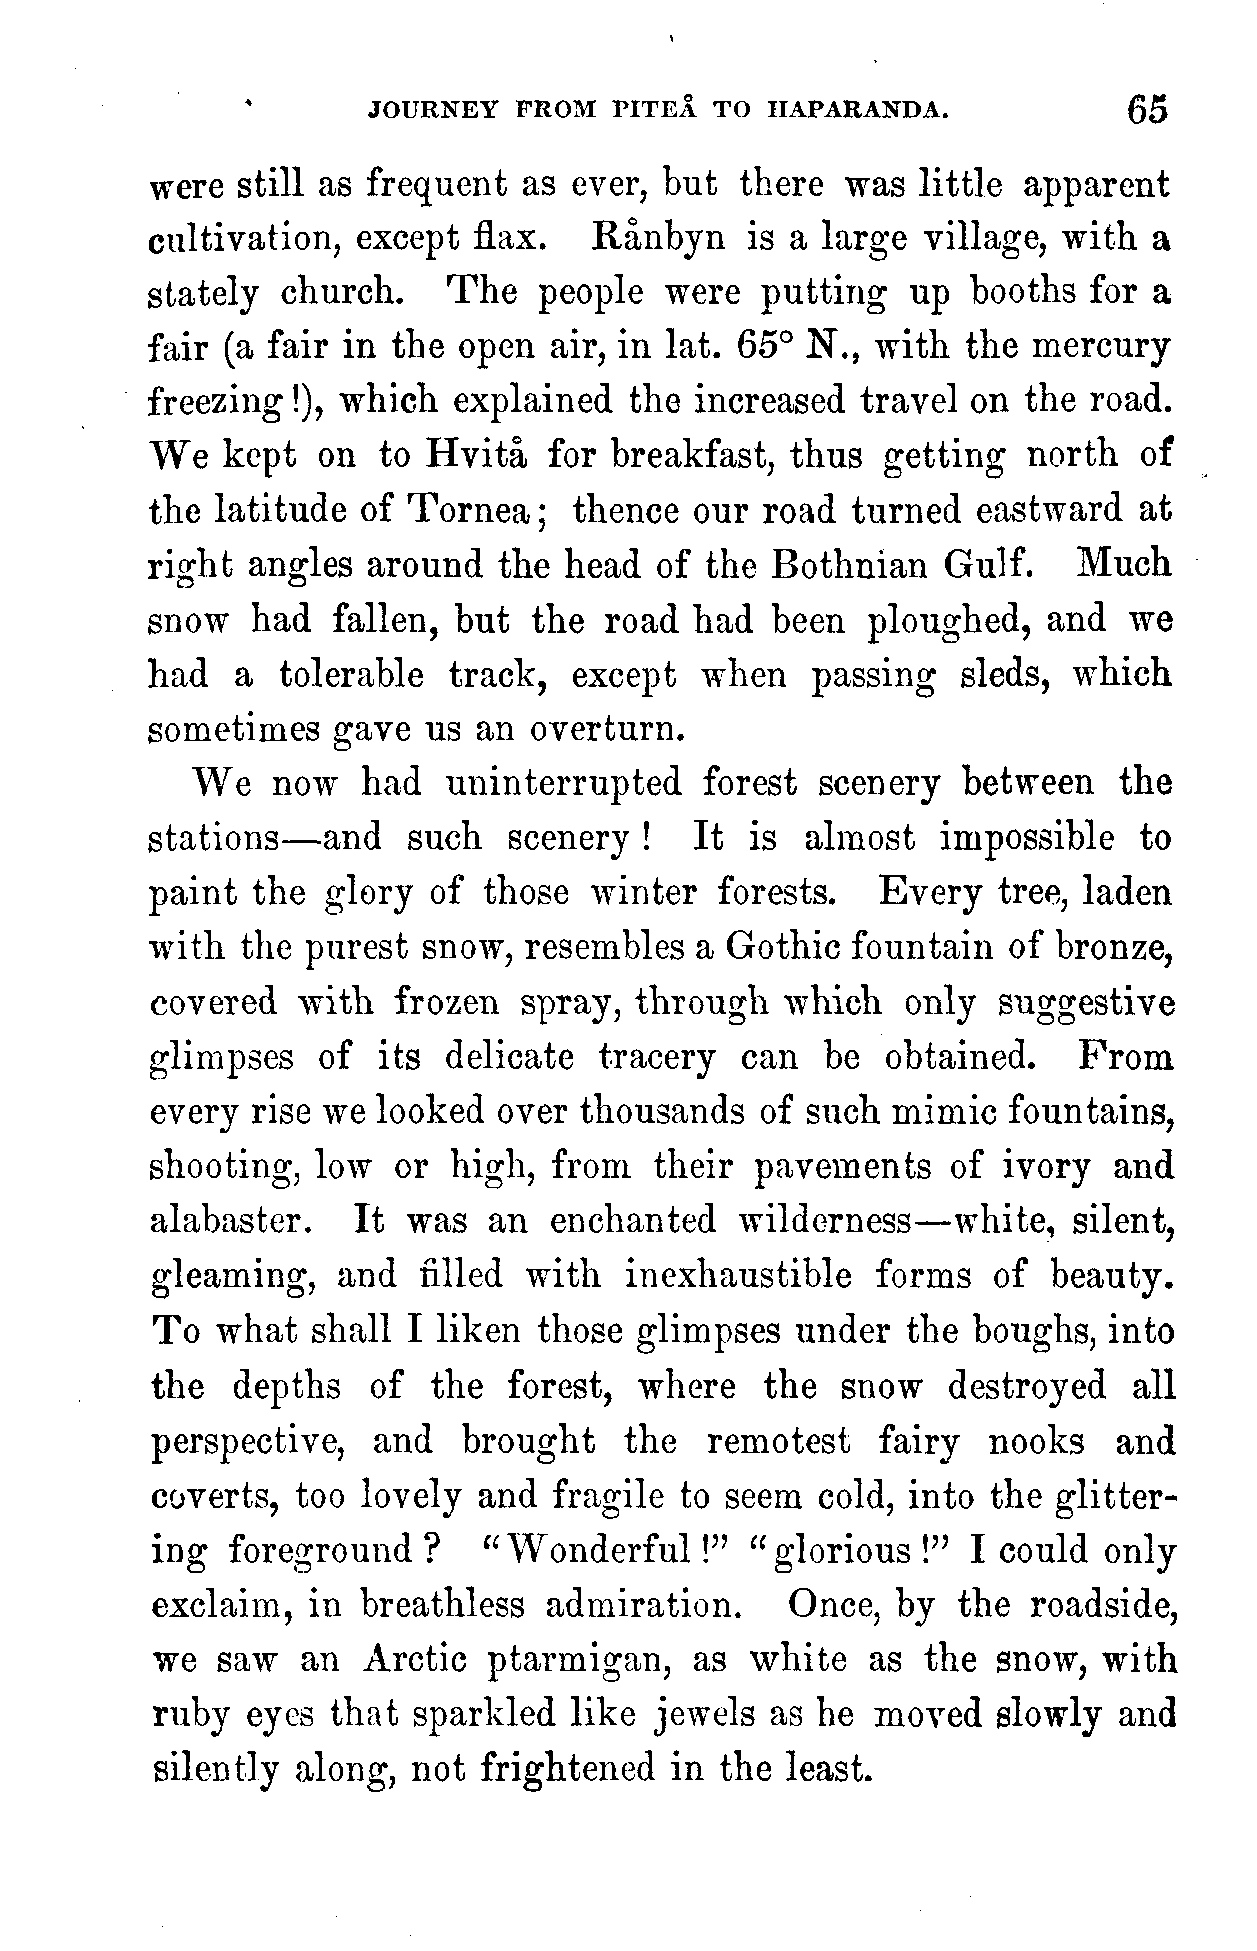 JOURNEY FROM PITEÅ TO HAPARANDA. 65
were still as frequent as ever, but there was little apparent
cultivation, except flax. Rånbyn is a large village, with a
stately church. The people were putting up booths for a
fair (a fair in the open air, in lat. 65° N., with the mercury
freezing!), which explained the increased travel on the road.
We kept on to Hvitå for breakfast, thus getting north of
the latitude of Tornea; thence our road turned eastward at
right angles around the head of the Bothnian Gulf. Much
snow had fallen, but the road had been ploughed, and we
had a tolerable track, except when passing sleds, which
sometimes gave us an overturn.
We now had uninterrupted forest scenery between the
stations—and such scenery! It is almost impossible to
paint the glory of those winter forests. Every tree, laden
with the purest snow, resembles a Gothic fountain of bronze,
covered with frozen spray, through which only suggestive
glimpses of its delicate tracery can be obtained. From
every rise we looked over thousands of such mimic fountains,
shooting, low or high, from their pavements of ivory and
alabaster. It was an enchanted wilderness—white, silent,
gleaming, and filled with inexhaustible forms of beauty.
To what shall I liken those glimpses under the boughs, into
the depths of the forest, where the snow destroyed all
perspective, and brought the remotest fairy nooks and
coverts, too lovely and fragile to seem cold, into the glitter-
ing foreground? "Wonderful!" "glorious!" I could only
exclaim, in breathless admiration. Once, by the roadside,
we saw an Arctic ptarmigan, as white as the snow, with
ruby eyes that sparkled like jewels as he moved slowly and
silently along, not frightened in the least.